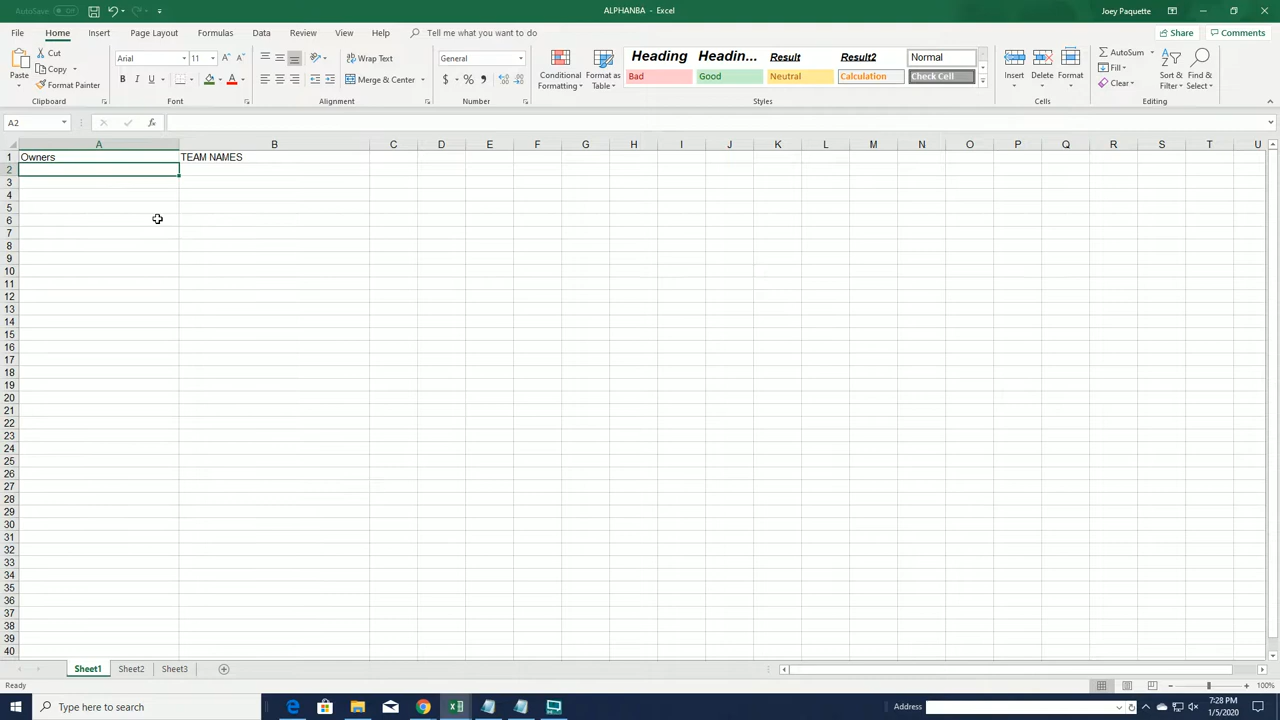 AutoSave Off
ALPHANBA - Excel
Joey Paquette
File Home Insert Page Layout Formulas Data Review View Help Tell me what you want to do
Share Comments
Paste
Cut
Copy
Format Painter
Clipboard
Arial 11
B I U
Font
Wrap Text
Merge & Center
Alignment
General
$ % ,
Number
Conditional Formatting
Format as Table
Heading Headin... Result Result2 Normal
Bad Good Neutral Calculation Check Cell
Styles
Insert Delete Format
Cells
AutoSum
Fill
Clear
Sort & Filter
Find & Select
Editing
A2
fx
A B C D E F G H I J K L M N O P Q R S T U
1 Owners TEAM NAMES
2
3
4
5
6
7
8
9
10
11
12
13
14
15
16
17
18
19
20
21
22
23
24
25
26
27
28
29
30
31
32
33
34
35
36
37
38
39
40
Sheet1 Sheet2 Sheet3
Ready
100%
Type here to search
Address
7:28 PM
1/5/2020